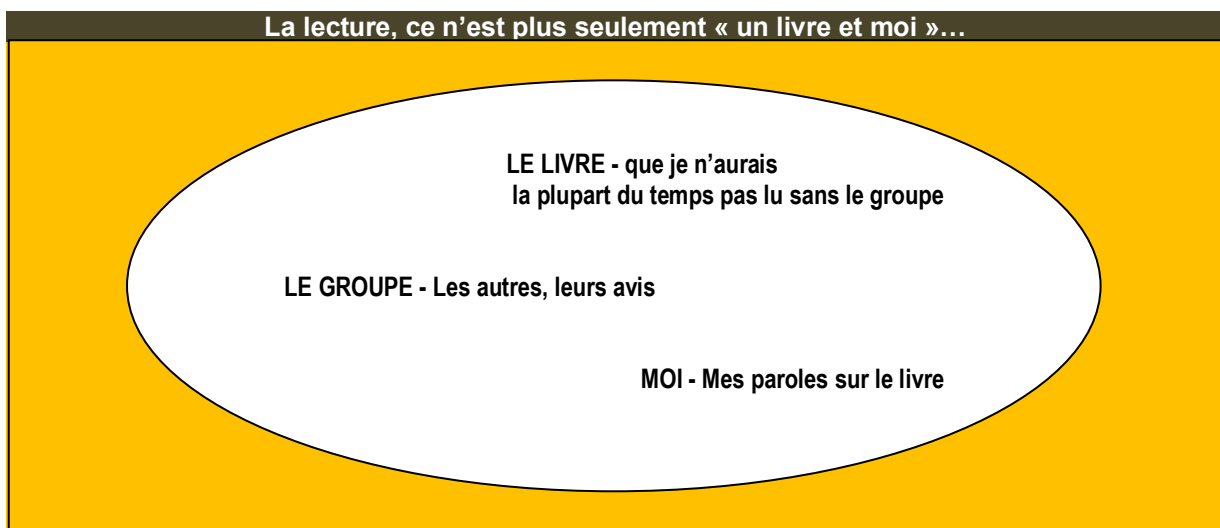 La lecture, ce n’est plus seulement « un livre et moi »…
LE LIVRE - que je n’aurais
la plupart du temps pas lu sans le groupe
LE GROUPE - Les autres, leurs avis
MOI - Mes paroles sur le livre